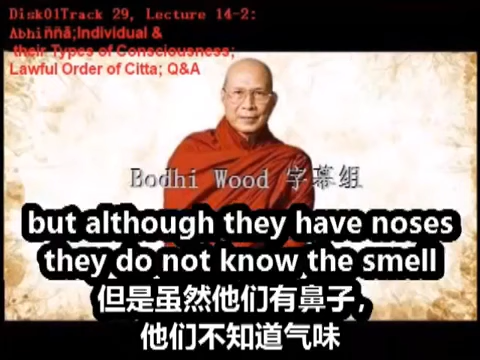 Disk01Track 29, Lecture 14-2:
Abhiññā;Individual &
their Types of Consciousness;
Lawful Order of Citta; Q&A
Bodhi Wood 字幕组
but although they have noses
they do not know the smell
但是虽然他们有鼻子,
他们不知道气味